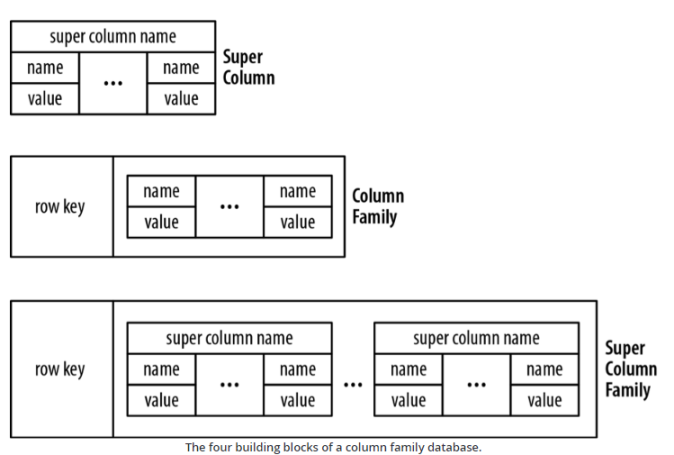 super column name
name ... name
value value
Super
Column
row key
name ... name
value value
Column
Family
row key
super column name ... super column name
name ... name name ... name
value value value value
Super
Column
Family
The four building blocks of a column family database.